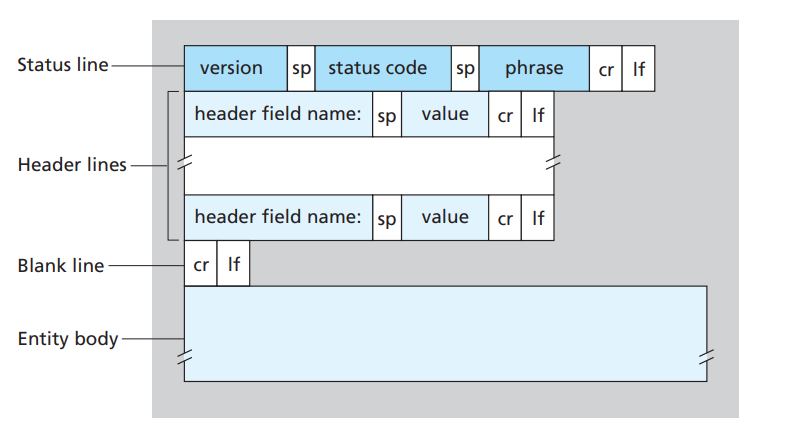 Status line
version sp status code sp phrase cr lf
header field name: sp value cr lf
Header lines
header field name: sp value cr lf
Blank line
cr lf
Entity body